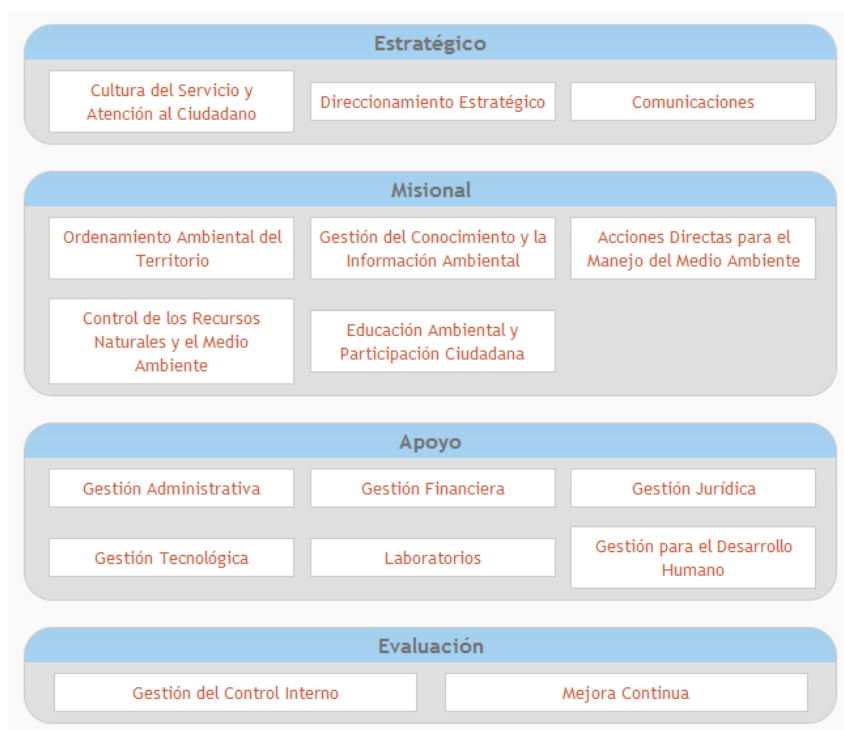 Estratégico
Cultura del Servicio y
Atención al Ciudadano
Direccionamiento Estratégico
Comunicaciones
Misional
Ordenamiento Ambiental del
Territorio
Gestión del Conocimiento y la
Información Ambiental
Acciones Directas para el
Manejo del Medio Ambiente
Control de los Recursos
Naturales y el Medio
Ambiente
Educación Ambiental y
Participación Ciudadana
Apoyo
Gestión Administrativa
Gestión Financiera
Gestión Jurídica
Gestión Tecnológica
Laboratorios
Gestión para el Desarrollo
Humano
Evaluación
Gestión del Control Interno
Mejora Continua